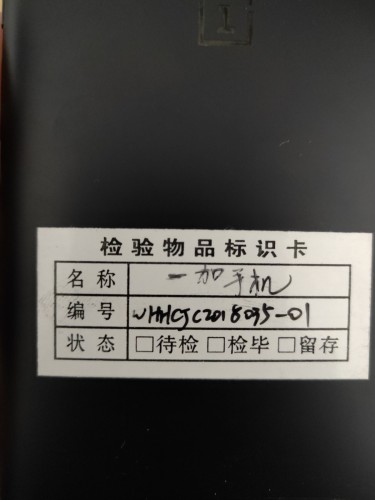 1
检验物品标识卡
名称 一加手机
编号 WHHCJC2018035-01
状态 □待检 □检毕 □留存